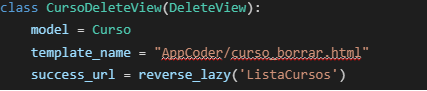 class CursoDeleteView(DeleteView):
    model = Curso
    template_name = "AppCoder/curso_borrar.html"
    success_url = reverse_lazy('ListaCursos')